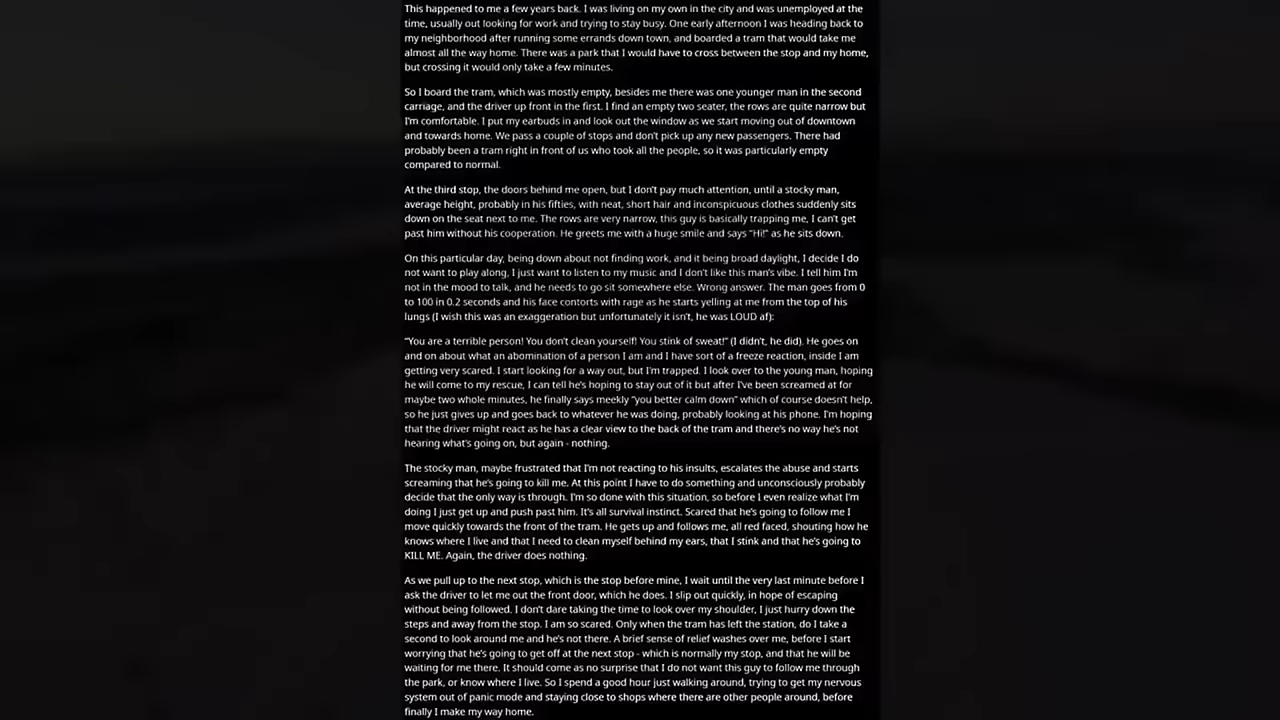 This happened to me a few years back. I was living on my own in the city and was unemployed at the
time, usually out looking for work and trying to stay busy. One early afternoon I was heading back to
my neighborhood after running some errands down town, and boarded a tram that would take me
almost all the way home. There was a park that I would have to cross between the stop and my home,
but crossing it would only take a few minutes.
So I board the tram, which was mostly empty, besides me there was one younger man in the second
carriage, and the driver up front in the first. I find an empty two seater, the rows are quite narrow but
I'm comfortable. I put my earbuds in and look out the window as we start moving out of downtown
and towards home. We pass a couple of stops and don't pick up any new passengers. There had
probably been a tram right in front of us who took all the people, so it was particularly empty
compared to normal.
At the third stop, the doors behind me open, but I don't pay much attention, until a stocky man,
average height, probably in his fifties, with neat, short hair and inconspicuous clothes suddenly sits
down on the seat next to me. The rows are very narrow, this guy is basically trapping me, I can't get
past him without his cooperation. He greets me with a huge smile and says "Hi!" as he sits down.
On this particular day, being down about not finding work, and it being broad daylight, I decide I do
not want to play along, I just want to listen to my music and I don't like this man's vibe. I tell him I'm
not in the mood to talk, and he needs to go sit somewhere else. Wrong answer. The man goes from 0
to 100 in 0.2 seconds and his face contorts with rage as he starts yelling at me from the top of his
lungs (I wish this was an exaggeration but unfortunately it isn't, he was LOUD af):
"You are a terrible person! You don't clean yourself! You stink of sweat!" (I didn't, he did). He goes on
and on about what an abomination of a person I am and I have sort of a freeze reaction, inside I am
getting very scared. I start looking for a way out, but I'm trapped. I look over to the young man, hoping
he will come to my rescue, I can tell he's hoping to stay out of it but after I've been screamed at for
maybe two whole minutes, he finally says meekly "you better calm down" which of course doesn't help,
so he just gives up and goes back to whatever he was doing, probably looking at his phone. I'm hoping
that the driver might react as he has a clear view to the back of the tram and there's no way he's not
hearing what's going on, but again - nothing.
The stocky man, maybe frustrated that I'm not reacting to his insults, escalates the abuse and starts
screaming that he's going to kill me. At this point I have to do something and unconsciously probably
decide that the only way is through. I'm so done with this situation, so before I even realize what I'm
doing I just get up and push past him. It's all survival instinct. Scared that he's going to follow me I
move quickly towards the front of the tram. He gets up and follows me, all red faced, shouting how he
knows where I live and that I need to clean myself behind my ears, that I stink and that he's going to
KILL ME. Again, the driver does nothing.
As we pull up to the next stop, which is the stop before mine, I wait until the very last minute before I
ask the driver to let me out the front door, which he does. I slip out quickly, in hope of escaping
without being followed. I don't dare taking the time to look over my shoulder, I just hurry down the
steps and away from the stop. I am so scared. Only when the tram has left the station, do I take a
second to look around me and he's not there. A brief sense of relief washes over me, before I start
worrying that he's going to get off at the next stop - which is normally my stop, and that he will be
waiting for me there. It should come as no surprise that I do not want this guy to follow me through
the park, or know where I live. So I spend a good hour just walking around, trying to get my nervous
system out of panic mode and staying close to shops where there are other people around, before
finally I make my way home.